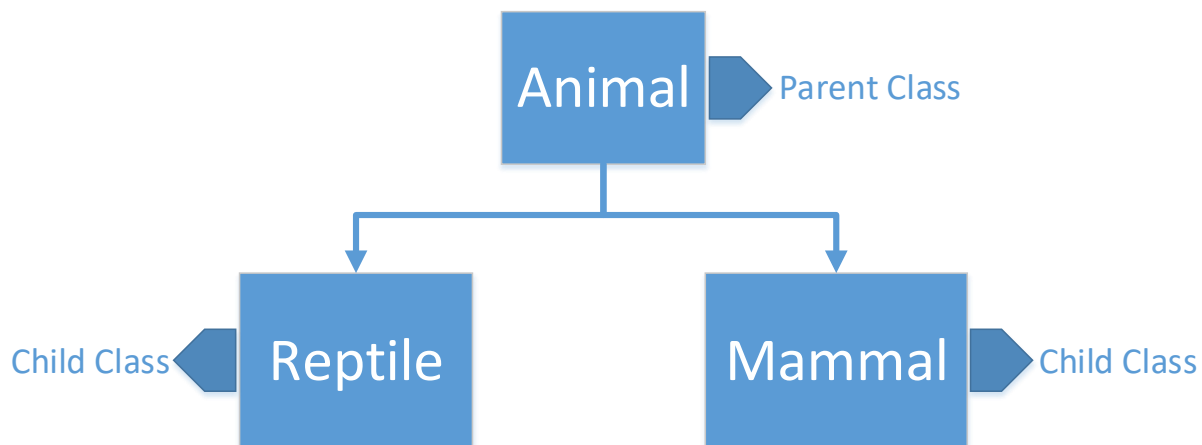 Animal
Parent Class
Child Class
Reptile
Mammal
Child Class